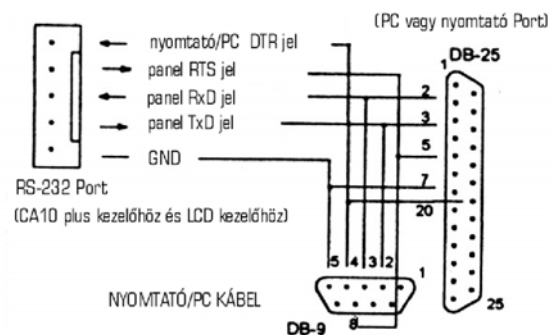 (PC vagy nyomtató Port)
nyomtató/PC DTR jel
DB-25
panel RTS jel
1
panel RxD jel
2
panel TxD jel
3
5
GND
7
RS-232 Port
20
(CA10 plus kezelőhöz és LCD kezelőhöz)
5 4 3 2
1
NYOMTATÓ/PC KÁBEL
25
8
DB-9